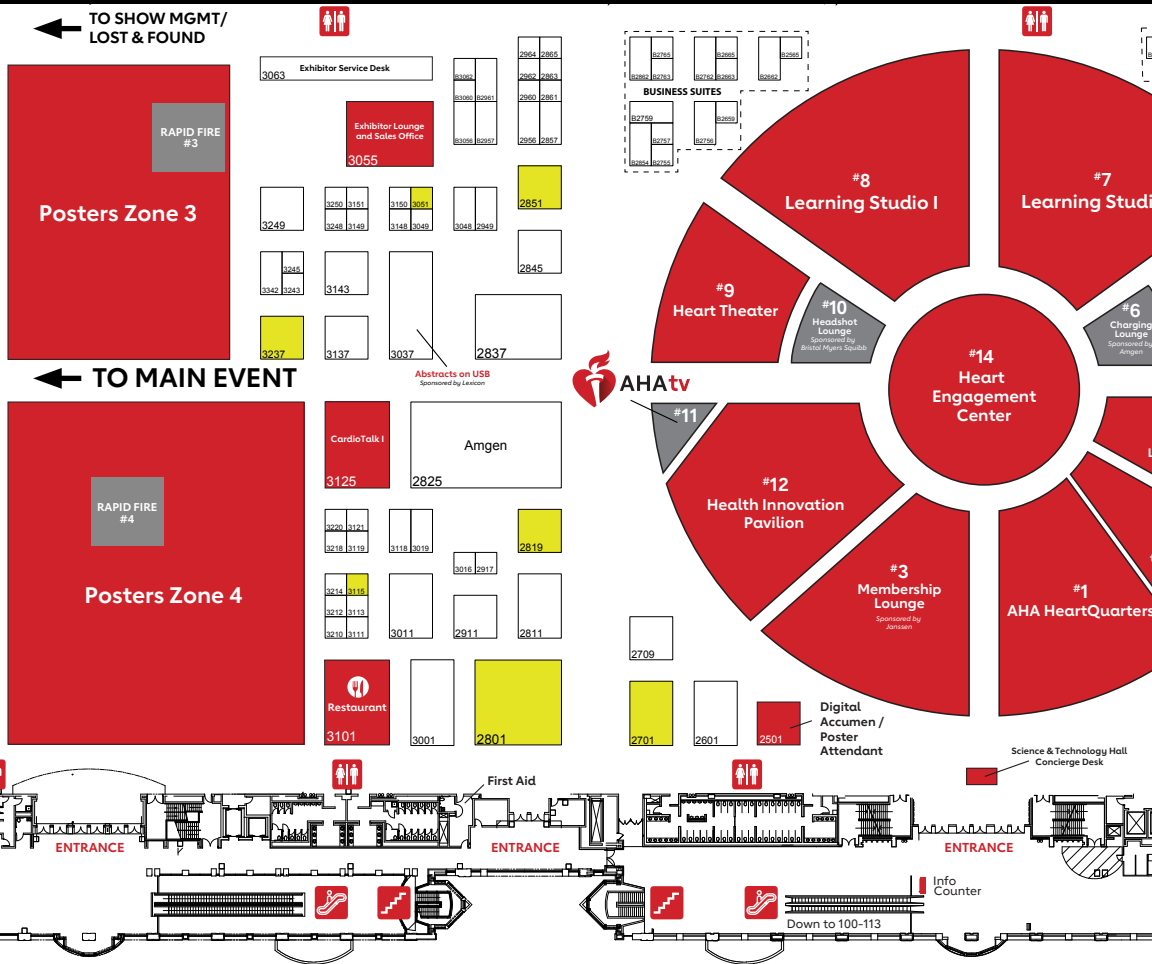 TO SHOW MGMT/
LOST & FOUND
3063
Exhibitor Service Desk
RAPID FIRE
#3
Posters Zone 3
Exhibitor Lounge
and Sales Office
3055
B3062
B3060 B2961
B3056 B2957
2964 2865
2962 2863
2960 2861
2956 2857
2851
3249
3250 3151
3248 3149
3150 3051
3148 3049
3048 2949
2845
3245
3342 3243
3143
3237
3137
3037
2837
Abstracts on USB
Sponsored by Lexicon
TO MAIN EVENT
CardioTalk I
3125
Amgen
2825
RAPID FIRE
#4
Posters Zone 4
3220 3121
3218 3119
3118 3019
2819
3016 2917
3214 3115
3212 3113
3210 3111
3011
2911
2811
Restaurant
3101
3001
2801
B2765
B2862 B2763
B2665
B2762 B2663
B2565
B2662
BUSINESS SUITES
B2759
B2757
B2854 B2755
B2659
B2756
#8
Learning Studio I
#7
Learning Studi
#9
Heart Theater
#10
Headshot
Lounge
Sponsored by
Bristol Myers Squibb
#6
Charging
Lounge
Sponsored by
Amgen
#14
Heart
Engagement
Center
AHAtv
#11
#12
Health Innovation
Pavilion
L
#3
Membership
Lounge
Sponsored by
Janssen
#1
AHA HeartQuarters
2709
2701
2601
2501
Digital
Accumen /
Poster
Attendant
Science & Technology Hall
Concierge Desk
First Aid
ENTRANCE
ENTRANCE
ENTRANCE
Info
Counter
Down to 100-113